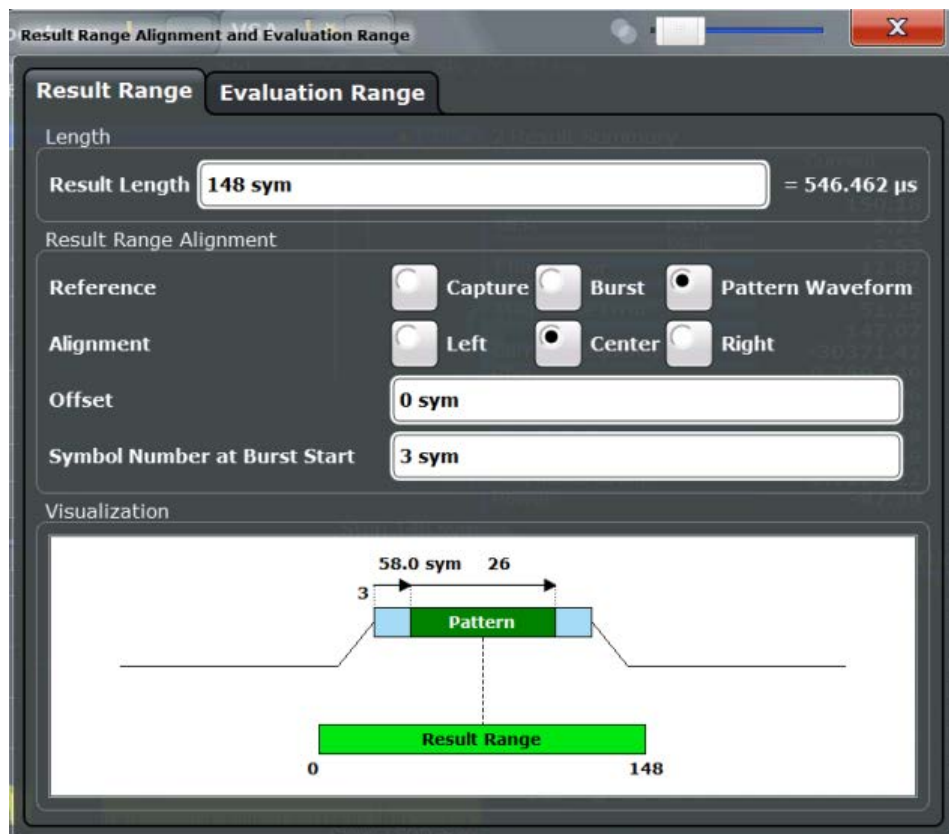 Result Range Alignment and Evaluation Range
X
Result Range Evaluation Range
Length
Result Length 148 sym = 546.462 µs
Result Range Alignment
Reference Capture Burst Pattern Waveform
Alignment Left Center Right
Offset 0 sym
Symbol Number at Burst Start 3 sym
Visualization
58.0 sym 26
3
Pattern
Result Range
0 148